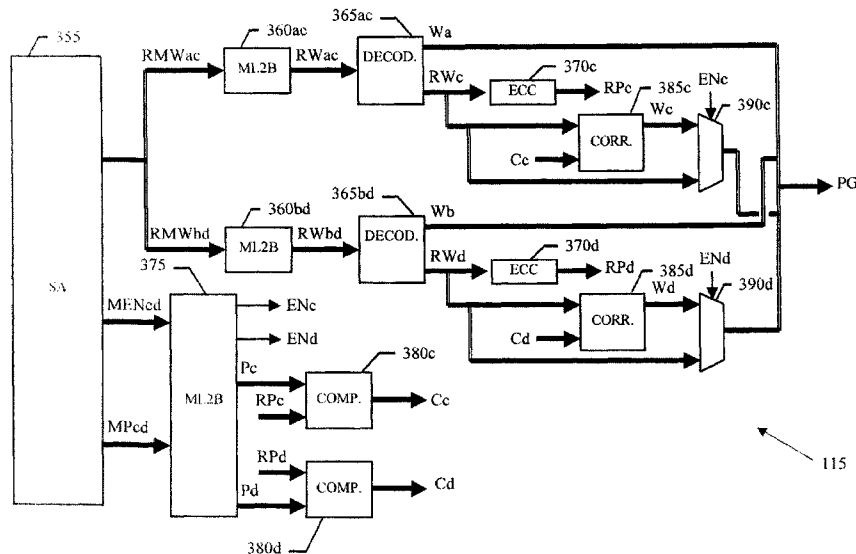 355
SA
RMWac
360ac
ML2B
RWac
365ac
DECOD.
Wa
RWc
370c
ECC
RPc
385c
CORR.
Wc
Cc
ENc
390c
PG
RMWbd
360bd
ML2B
RWbd
365bd
DECOD.
Wb
RWd
370d
ECC
RPd
385d
CORR.
Wd
Cd
ENd
390d
375
MENcd
ML2B
ENc
ENd
MPcd
Pc
RPc
380c
COMP.
Cc
RPd
Pd
COMP.
380d
Cd
115